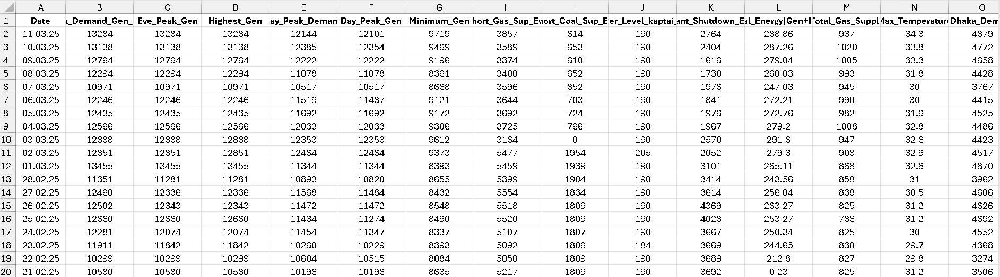 A B C D E F G H I J K L M N O
1 Date k_Demand_Gen_ Eve_Peak_Gen Highest_Gen ay_Peak_Deman Day_Peak_Gen Minimum_Gen hort_Gas_Sup_E ort_Coal_Sup_E er_Level_kaptai_ ant_Shutdown_E al_Energy(Gen+I Total_Gas_Suppl Max_Temperatur Dhaka_Dem
2 11.03.25 13284 13284 13284 12144 12101 9719 3857 614 190 2764 288.86 937 34.3 4879
3 10.03.25 13138 13138 13138 12385 12354 9469 3589 653 190 2404 287.26 1020 33.8 4772
4 09.03.25 12764 12764 12764 12222 12222 9196 3374 610 190 1616 279.04 1005 33.3 4658
5 08.03.25 12294 12294 12294 11078 11078 8361 3400 652 190 1730 260.03 993 31.8 4428
6 07.03.25 10971 10971 10971 10517 10517 8668 3596 852 190 1976 247.03 945 30 3767
7 06.03.25 12246 12246 12246 11519 11487 9121 3644 703 190 1841 272.21 990 30 4415
8 05.03.25 12435 12435 12435 11692 11692 9172 3692 724 190 1976 272.76 982 31.6 4525
9 04.03.25 12566 12566 12566 12033 12033 9306 3725 766 190 1967 279.2 1008 32.8 4486
10 03.03.25 12888 12888 12888 12353 12353 9612 3164 0 190 2570 291.6 947 32.6 4423
11 02.03.25 12851 12851 12851 12464 12464 9373 5477 1954 205 2052 279.3 908 32.9 4517
12 01.03.25 13455 13455 13455 11344 11344 8393 5459 1939 190 3101 265.11 868 32.6 4870
13 28.02.25 11351 11281 11281 10893 10820 8655 5399 1904 190 3414 243.56 858 31 3962
14 27.02.25 12460 12336 12336 11568 11484 8432 5554 1834 190 3614 256.04 838 30.5 4606
15 26.02.25 12502 12343 12343 11472 11472 8548 5518 1809 190 4369 263.27 825 31.2 4626
16 25.02.25 12660 12660 12660 11434 11274 8490 5520 1809 190 4028 253.27 786 31.2 4692
17 24.02.25 12281 12074 12074 11454 11347 8337 5107 1807 190 3667 250.34 825 30 4552
18 23.02.25 11911 11842 11842 10260 10229 8393 5092 1806 184 3669 244.65 830 29.7 4368
19 22.02.25 10299 10299 10299 10604 10515 8084 5050 1809 190 3689 212.8 827 29.8 3274
20 21.02.25 10580 10580 10580 10196 10196 8635 5217 1809 190 3692 0.23 825 31.2 3506